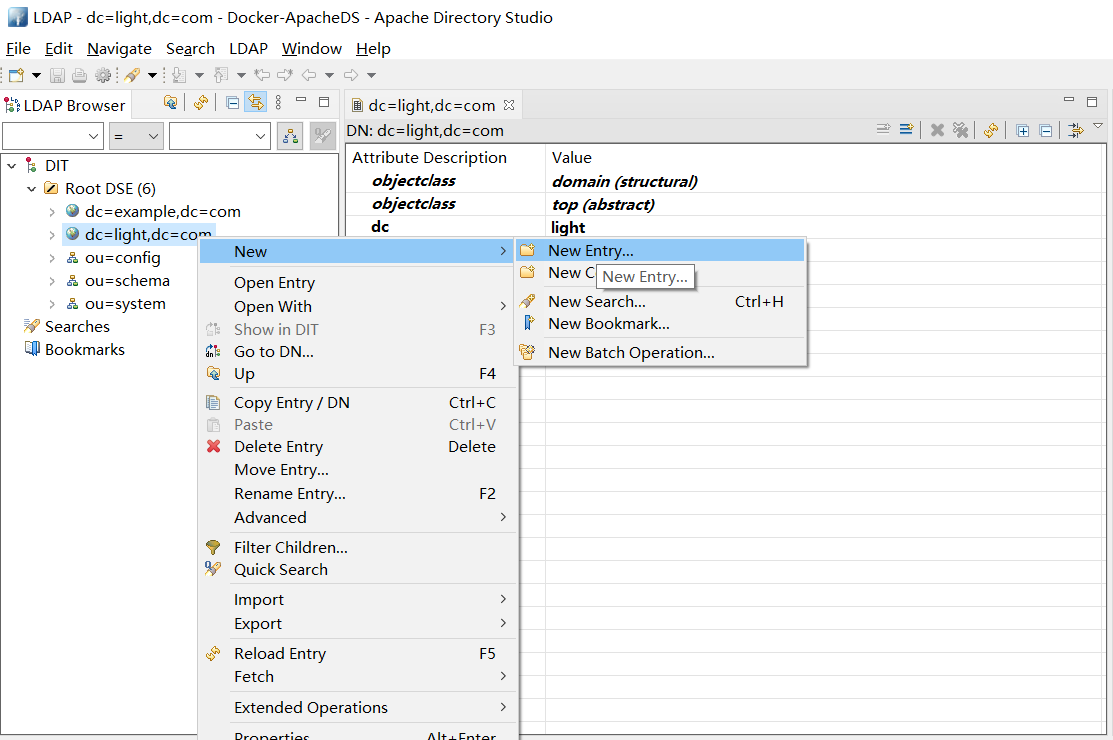 LDAP - dc=light,dc=com - Docker-ApacheDS - Apache Directory Studio
File Edit Navigate Search LDAP Window Help
LDAP Browser
dc=light,dc=com
=
DN: dc=light,dc=com
DIT
Root DSE (6)
dc=example,dc=com
dc=light,dc=com
ou=config
ou=schema
ou=system
Searches
Bookmarks
Attribute Description Value
objectclass domain (structural)
objectclass top (abstract)
dc light
New
Open Entry
Open With
Show in DIT F3
Go to DN...
Up F4
Copy Entry / DN Ctrl+C
Paste Ctrl+V
Delete Entry Delete
Move Entry...
Rename Entry... F2
Advanced
Filter Children...
Quick Search
Import
Export
Reload Entry F5
Fetch
Extended Operations
Properties Alt+Enter
New Entry...
New C
New Entry...
New Search... Ctrl+H
New Bookmark...
New Batch Operation...